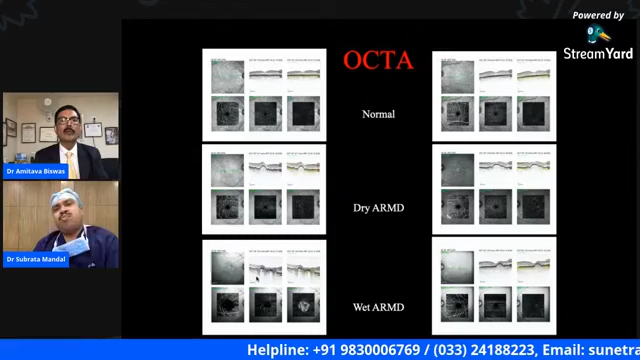 Powered by
StreamYard
OCTA
Normal
Dry ARMD
Wet ARMD
Dr Amitava Biswas
Dr Subrata Mandal
Helpline: +91 9830006769 / (033) 24188223, Email: sunetra